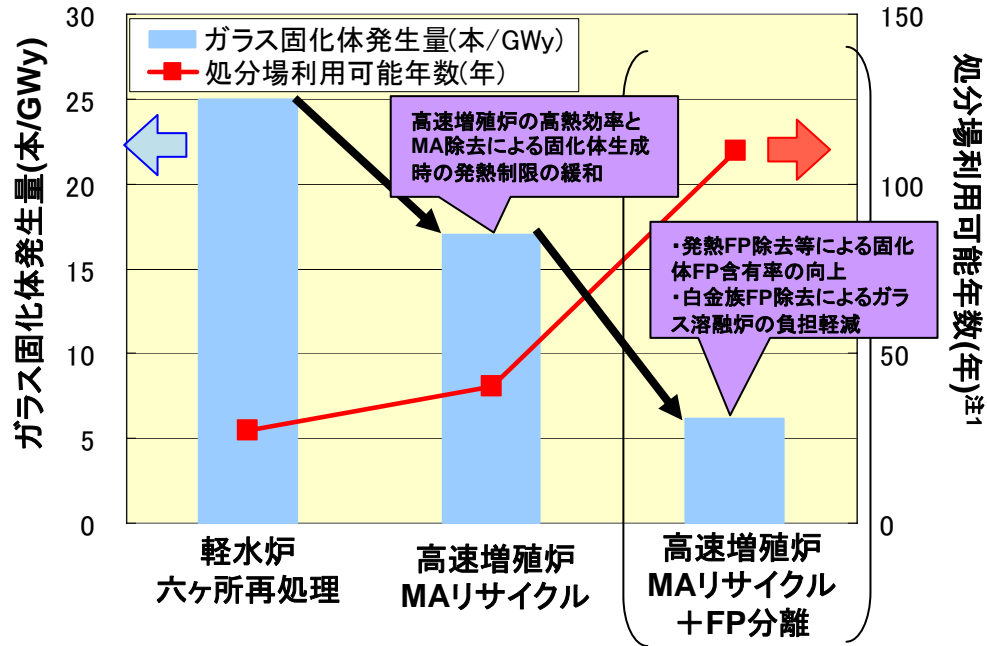 ガラス固化体発生量(本/GWy)
処分場利用可能年数(年)
ガラス固化体発生量(本/GWy)
30
25
20
15
10
5
0
高速増殖炉の高熱効率と
MA除去による固化体生成
時の発熱制限の緩和
・発熱FP除去等による固化
体FP含有率の向上
・白金族FP除去によるガラ
ス溶融炉の負担軽減
150
100
50
0
処分場利用可能年数(年)注1
軽水炉
六ヶ所再処理
高速増殖炉
MAリサイクル
高速増殖炉
MAリサイクル
＋FP分離